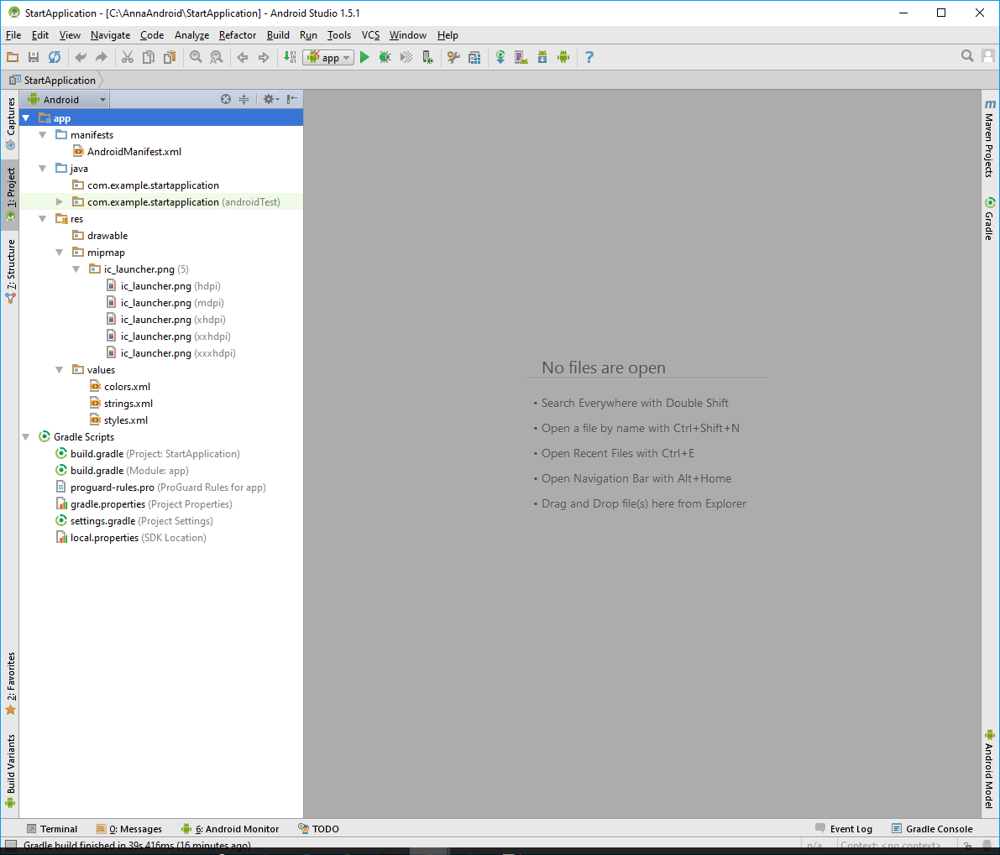 StartApplication - [C:\AnnaAndroid\StartApplication] - Android Studio 1.5.1
File Edit View Navigate Code Analyze Refactor Build Run Tools VCS Window Help
app
StartApplication
Android
app
manifests
AndroidManifest.xml
java
com.example.startapplication
com.example.startapplication (androidTest)
res
drawable
mipmap
ic_launcher.png (5)
ic_launcher.png (hdpi)
ic_launcher.png (mdpi)
ic_launcher.png (xhdpi)
ic_launcher.png (xxhdpi)
ic_launcher.png (xxxhdpi)
values
colors.xml
strings.xml
styles.xml
Gradle Scripts
build.gradle (Project: StartApplication)
build.gradle (Module: app)
proguard-rules.pro (ProGuard Rules for app)
gradle.properties (Project Properties)
settings.gradle (Project Settings)
local.properties (SDK Location)
Captures
1: Project
7: Structure
2: Favorites
Build Variants
No files are open
• Search Everywhere with Double Shift
• Open a file by name with Ctrl+Shift+N
• Open Recent Files with Ctrl+E
• Open Navigation Bar with Alt+Home
• Drag and Drop file(s) here from Explorer
m Maven Projects
Gradle
Android Model
Terminal 0: Messages 6: Android Monitor TODO Event Log Gradle Console
Gradle build finished in 39s 416ms (16 minutes ago) n/a Context: <no context>